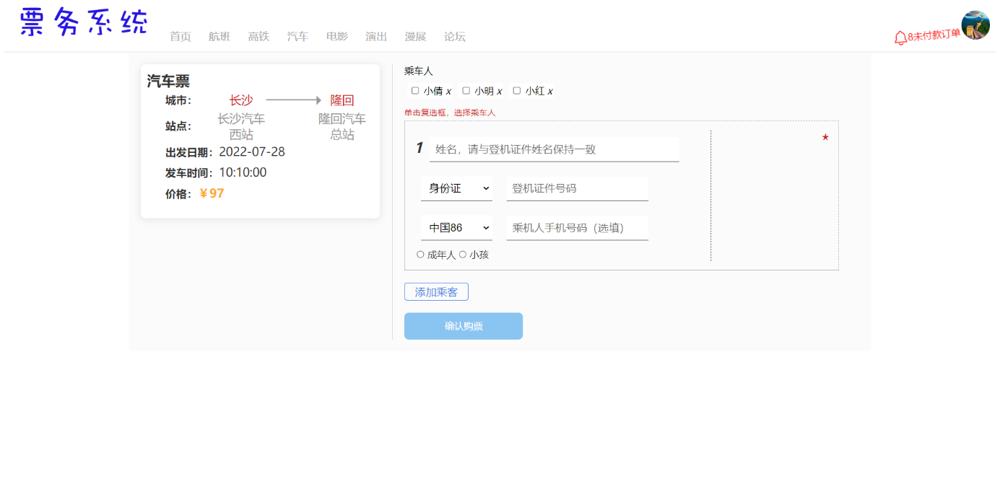 票务系统
首页 航班 高铁 汽车 电影 演出 漫展 论坛
8未付款订单
汽车票
城市： 长沙 隆回
站点： 长沙汽车西站 隆回汽车总站
出发日期：2022-07-28
发车时间：10:10:00
价格：￥97
乘车人
小倩 x 小明 x 小红 x
单击复选框，选择乘车人
1 姓名，请与登机证件姓名保持一致
身份证 登机证件号码
中国86 乘机人手机号码（选填）
成年人 小孩
添加乘客
确认购票